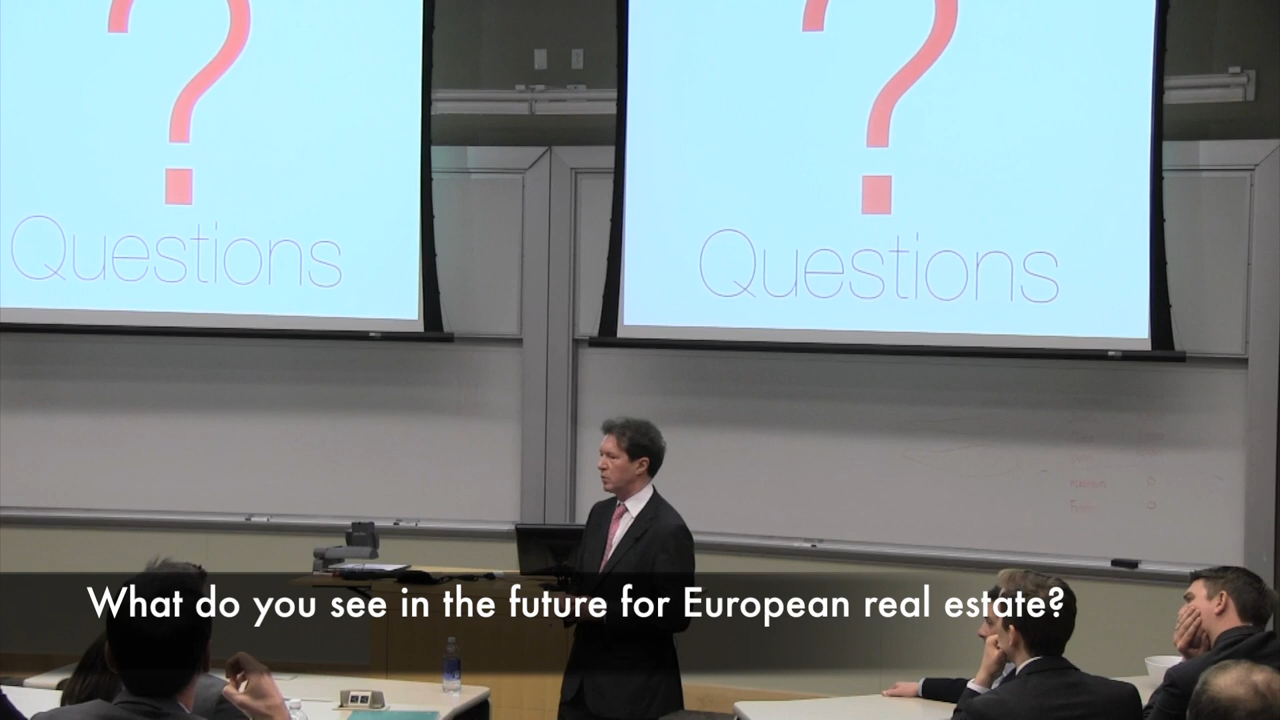 ?
Questions
?
Questions
What do you see in the future for European real estate?